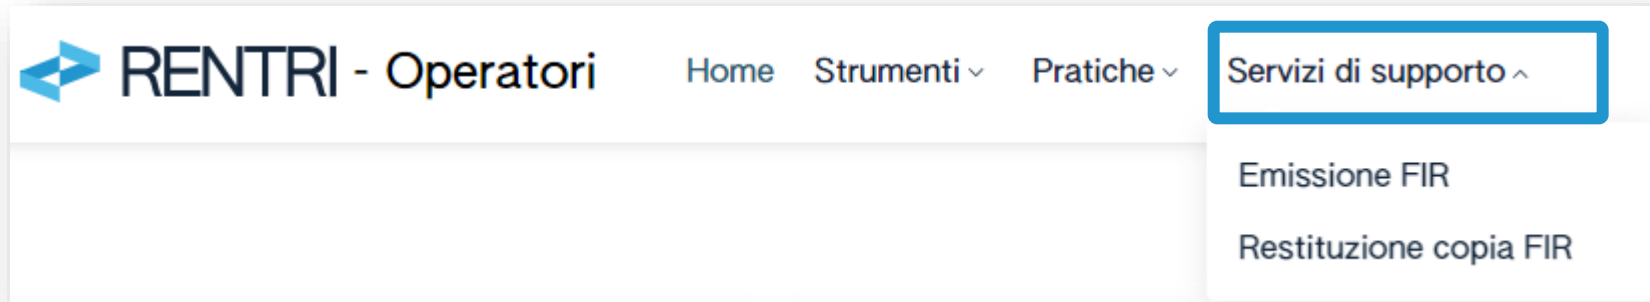 RENTRI - Operatori Home Strumenti Pratiche Servizi di supporto
Emissione FIR
Restituzione copia FIR